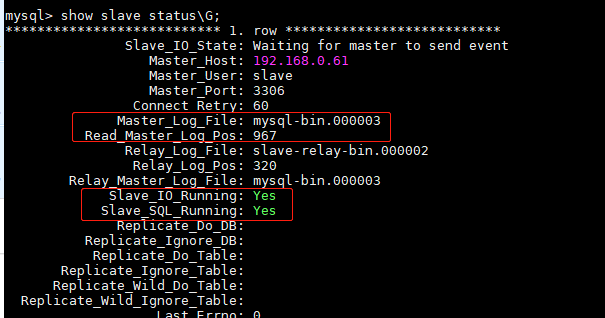 mysql> show slave status\G;
*************************** 1. row ***************************
Slave_IO_State: Waiting for master to send event
Master_Host: 192.168.0.61
Master_User: slave
Master_Port: 3306
Connect_Retry: 60
Master_Log_File: mysql-bin.000003
Read_Master_Log_Pos: 967
Relay_Log_File: slave-relay-bin.000002
Relay_Log_Pos: 320
Relay_Master_Log_File: mysql-bin.000003
Slave_IO_Running: Yes
Slave_SQL_Running: Yes
Replicate_Do_DB:
Replicate_Ignore_DB:
Replicate_Do_Table:
Replicate_Ignore_Table:
Replicate_Wild_Do_Table:
Replicate_Wild_Ignore_Table:
Last_Errno: 0